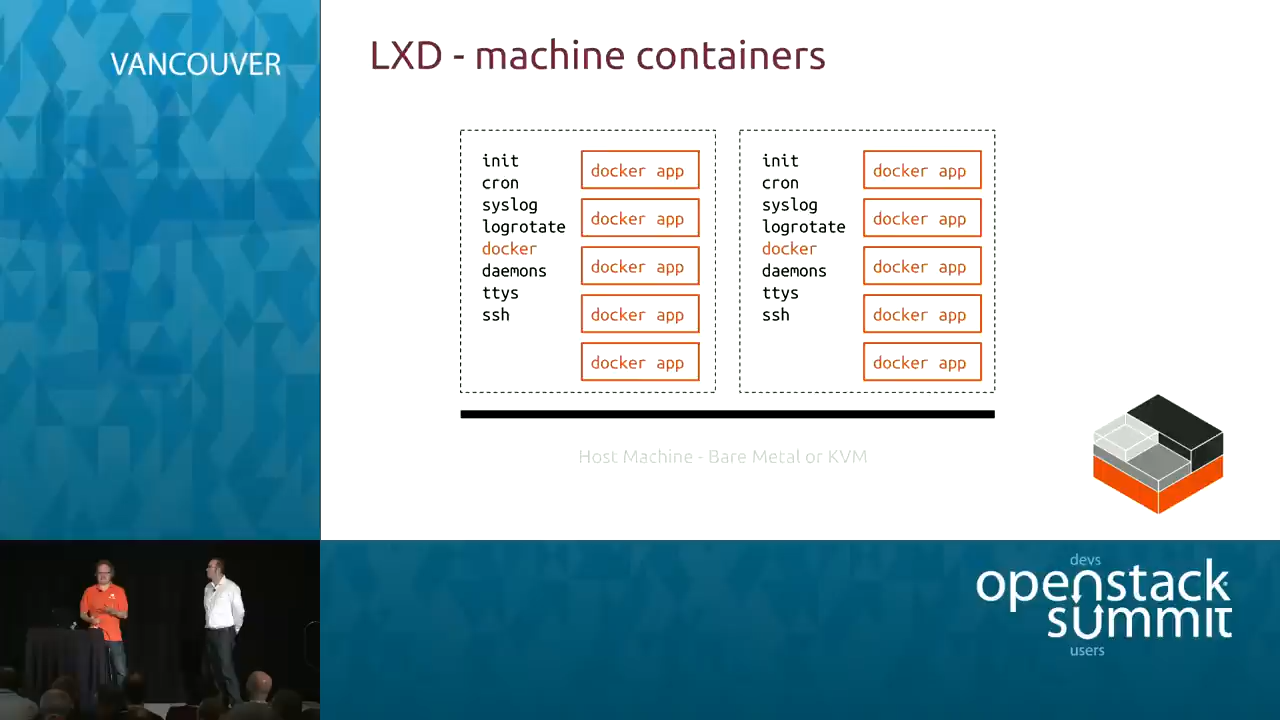 VANCOUVER
LXD - machine containers
init
cron
syslog
logrotate
docker
daemons
ttys
ssh
docker app
docker app
docker app
docker app
docker app
init
cron
syslog
logrotate
docker
daemons
ttys
ssh
docker app
docker app
docker app
docker app
docker app
Host Machine - Bare Metal or KVM
devs
openstack
summit
users